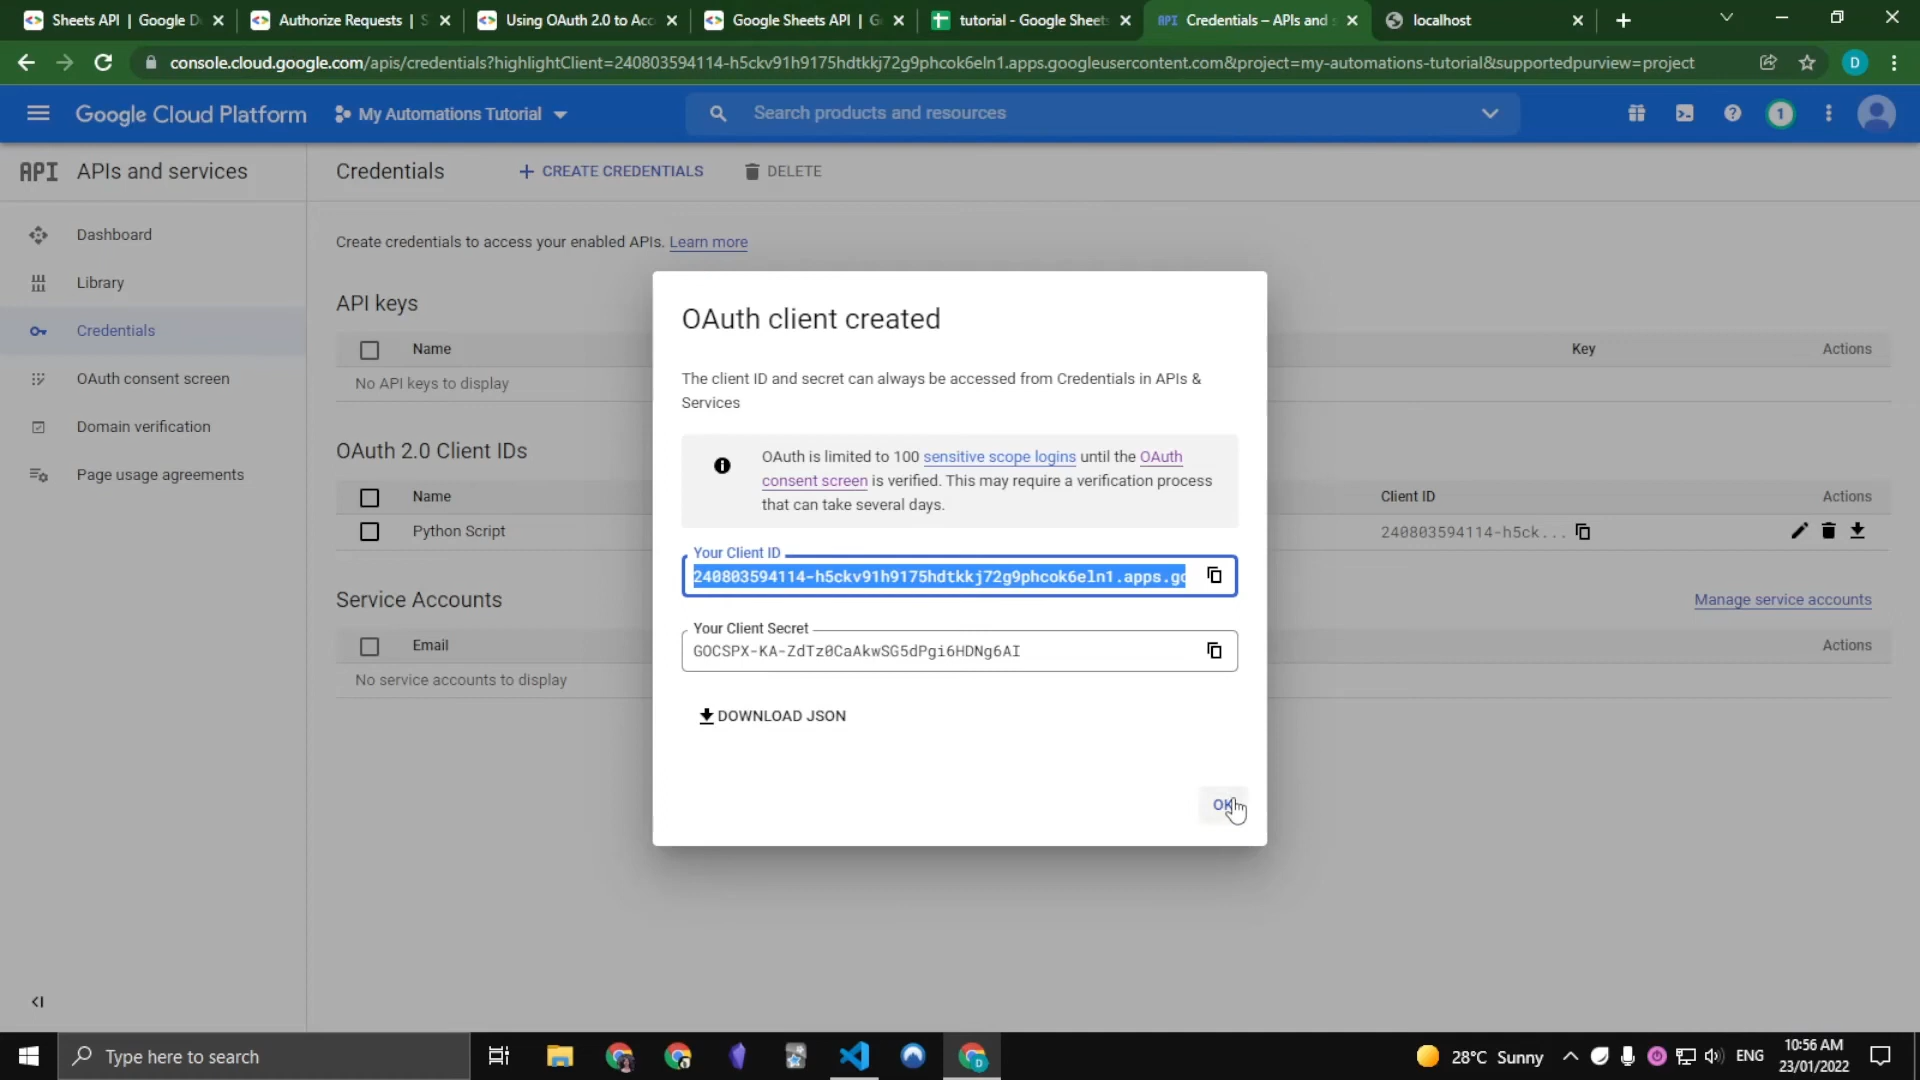 Sheets API | Google D
Authorize Requests | S
Using OAuth 2.0 to Acc
Google Sheets API | G
tutorial - Google Sheets
API Credentials – APIs and s
localhost
console.cloud.google.com/apis/credentials?highlightClient=240803594114-h5ckv91h9175hdtkkj72g9phcok6eln1.apps.googleusercontent.com&project=my-automations-tutorial&supportedpurview=project
D
Google Cloud Platform
My Automations Tutorial
Search products and resources
1
API APIs and services
Credentials
CREATE CREDENTIALS
DELETE
Dashboard
Library
Credentials
OAuth consent screen
Domain verification
Page usage agreements
Create credentials to access your enabled APIs. Learn more
API keys
Name
Key
Actions
No API keys to display
OAuth 2.0 Client IDs
Name
Client ID
Actions
Python Script
240803594114-h5ck...
Service Accounts
Manage service accounts
Email
Actions
No service accounts to display
OAuth client created
The client ID and secret can always be accessed from Credentials in APIs &
Services
OAuth is limited to 100 sensitive scope logins until the OAuth
consent screen is verified. This may require a verification process
that can take several days.
Your Client ID
240803594114-h5ckv91h9175hdtkkj72g9phcok6eln1.apps.go
Your Client Secret
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
DOWNLOAD JSON
OK
Type here to search
D
28°C Sunny
ENG
10:56 AM
23/01/2022